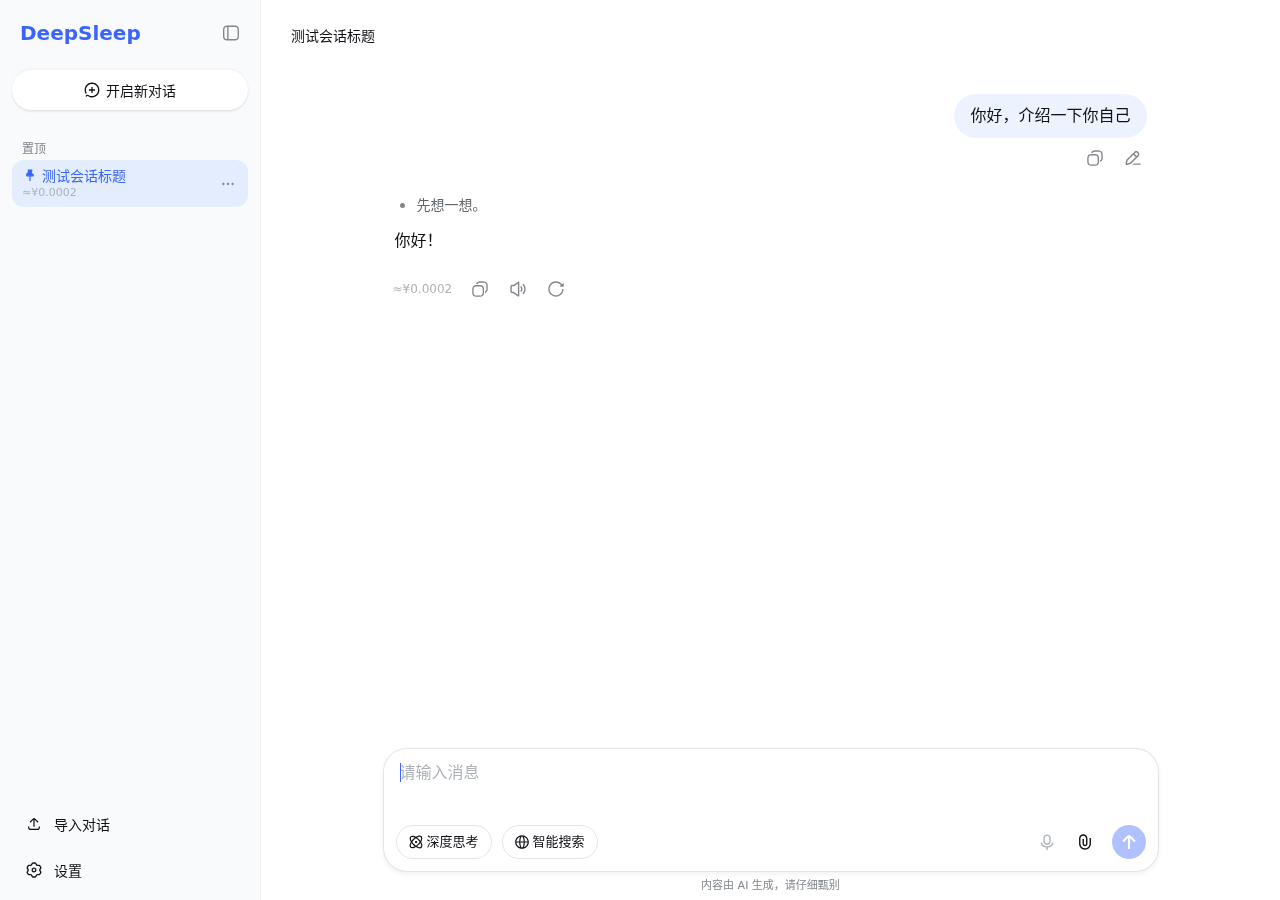 DeepSleep
开启新对话
置顶
测试会话标题
≈¥0.0002
导入对话
设置
测试会话标题
你好，介绍一下你自己
先想一想。
你好！
≈¥0.0002
请输入消息
深度思考
智能搜索
内容由 AI 生成，请仔细甄别